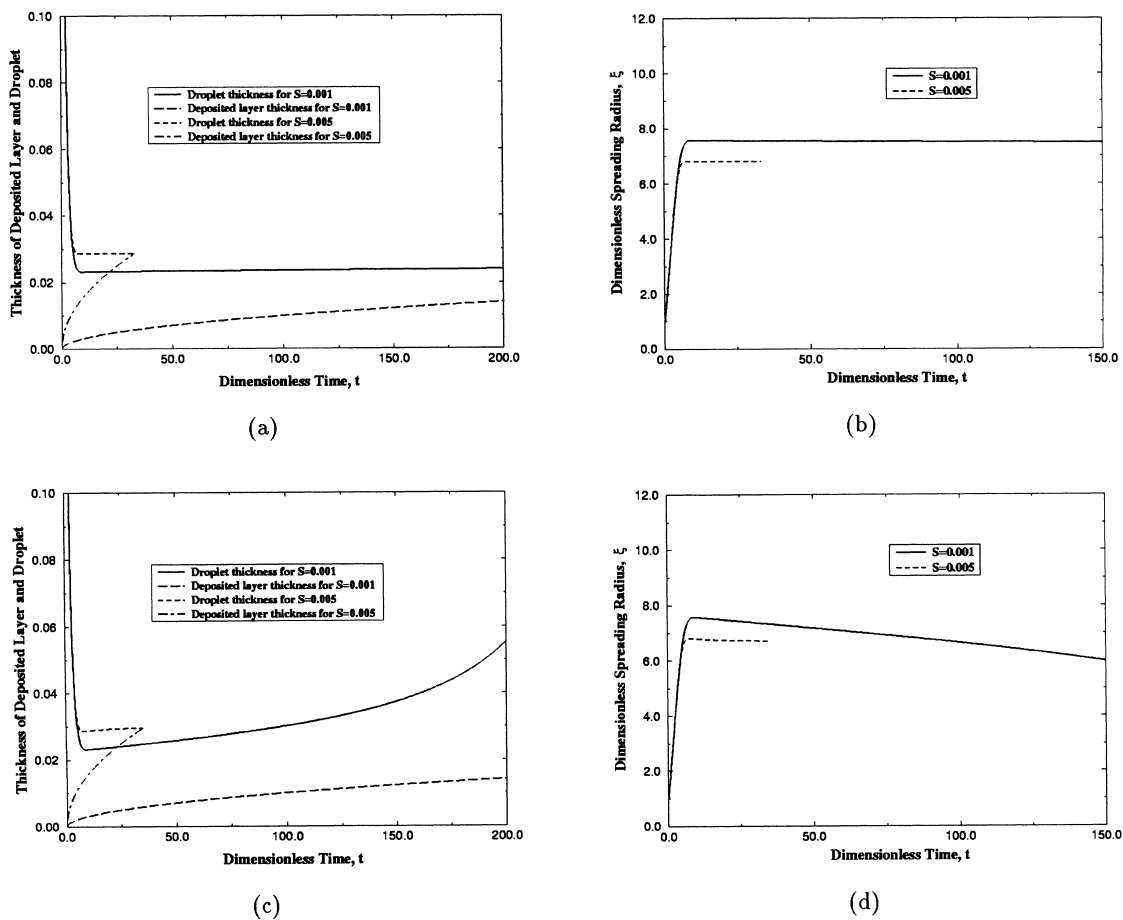 Thickness of Deposited Layer and Droplet
0.10
0.08
0.06
0.04
0.02
0.00
Droplet thickness for S=0.001
Deposited layer thickness for S=0.001
Droplet thickness for S=0.005
Deposited layer thickness for S=0.005
0.0 50.0 100.0 150.0 200.0
Dimensionless Time, t
(a)
Dimensionless Spreading Radius, ξ
12.0
10.0
8.0
6.0
4.0
2.0
0.0
S=0.001
S=0.005
0.0 50.0 100.0 150.0
Dimensionless Time, t
(b)
Thickness of Deposited Layer and Droplet
0.10
0.08
0.06
0.04
0.02
0.00
Droplet thickness for S=0.001
Deposited layer thickness for S=0.001
Droplet thickness for S=0.005
Deposited layer thickness for S=0.005
0.0 50.0 100.0 150.0 200.0
Dimensionless Time, t
(c)
Dimensionless Spreading Radius, ξ
12.0
10.0
8.0
6.0
4.0
2.0
0.0
S=0.001
S=0.005
0.0 50.0 100.0 150.0
Dimensionless Time, t
(d)